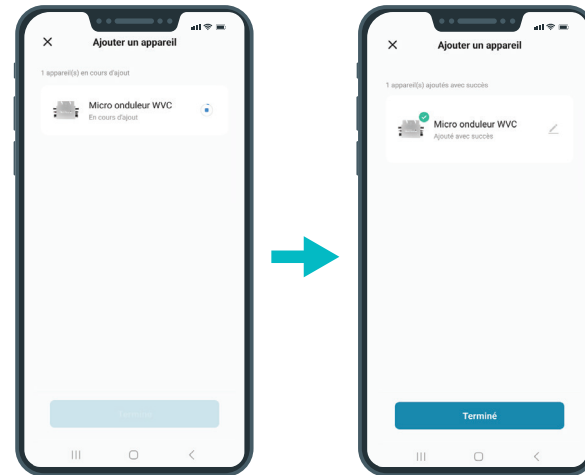 Ajouter un appareil
1 appareil(s) en cours d'ajout
Micro onduleur WVC
En cours d'ajout
Terminé
Ajouter un appareil
1 appareil(s) ajoutés avec succès
Micro onduleur WVC
Ajouté avec succès
Terminé